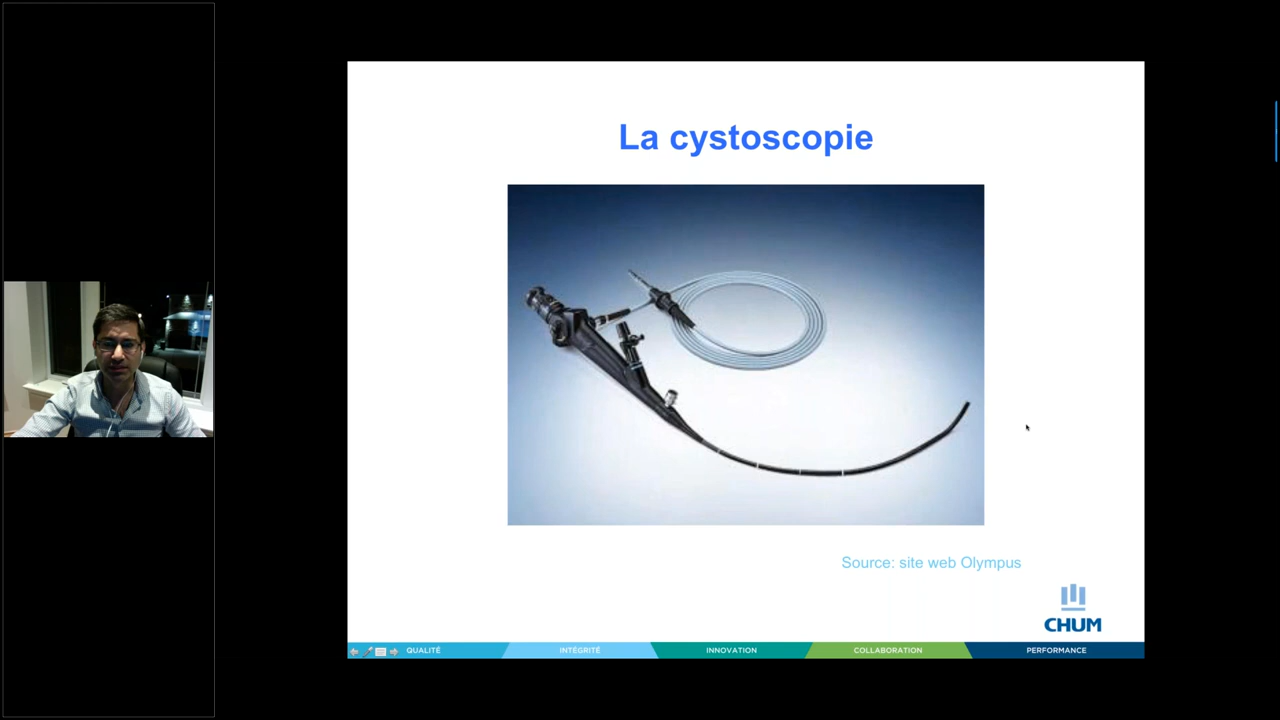 La cystoscopie
Source: site web Olympus
CHUM
QUALITÉ
INTÉGRITÉ
INNOVATION
COLLABORATION
PERFORMANCE